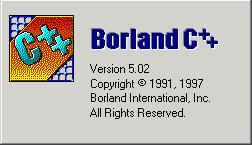 C++
Borland C++
Version 5.02
Copyright © 1991, 1997
Borland International, Inc.
All Rights Reserved.